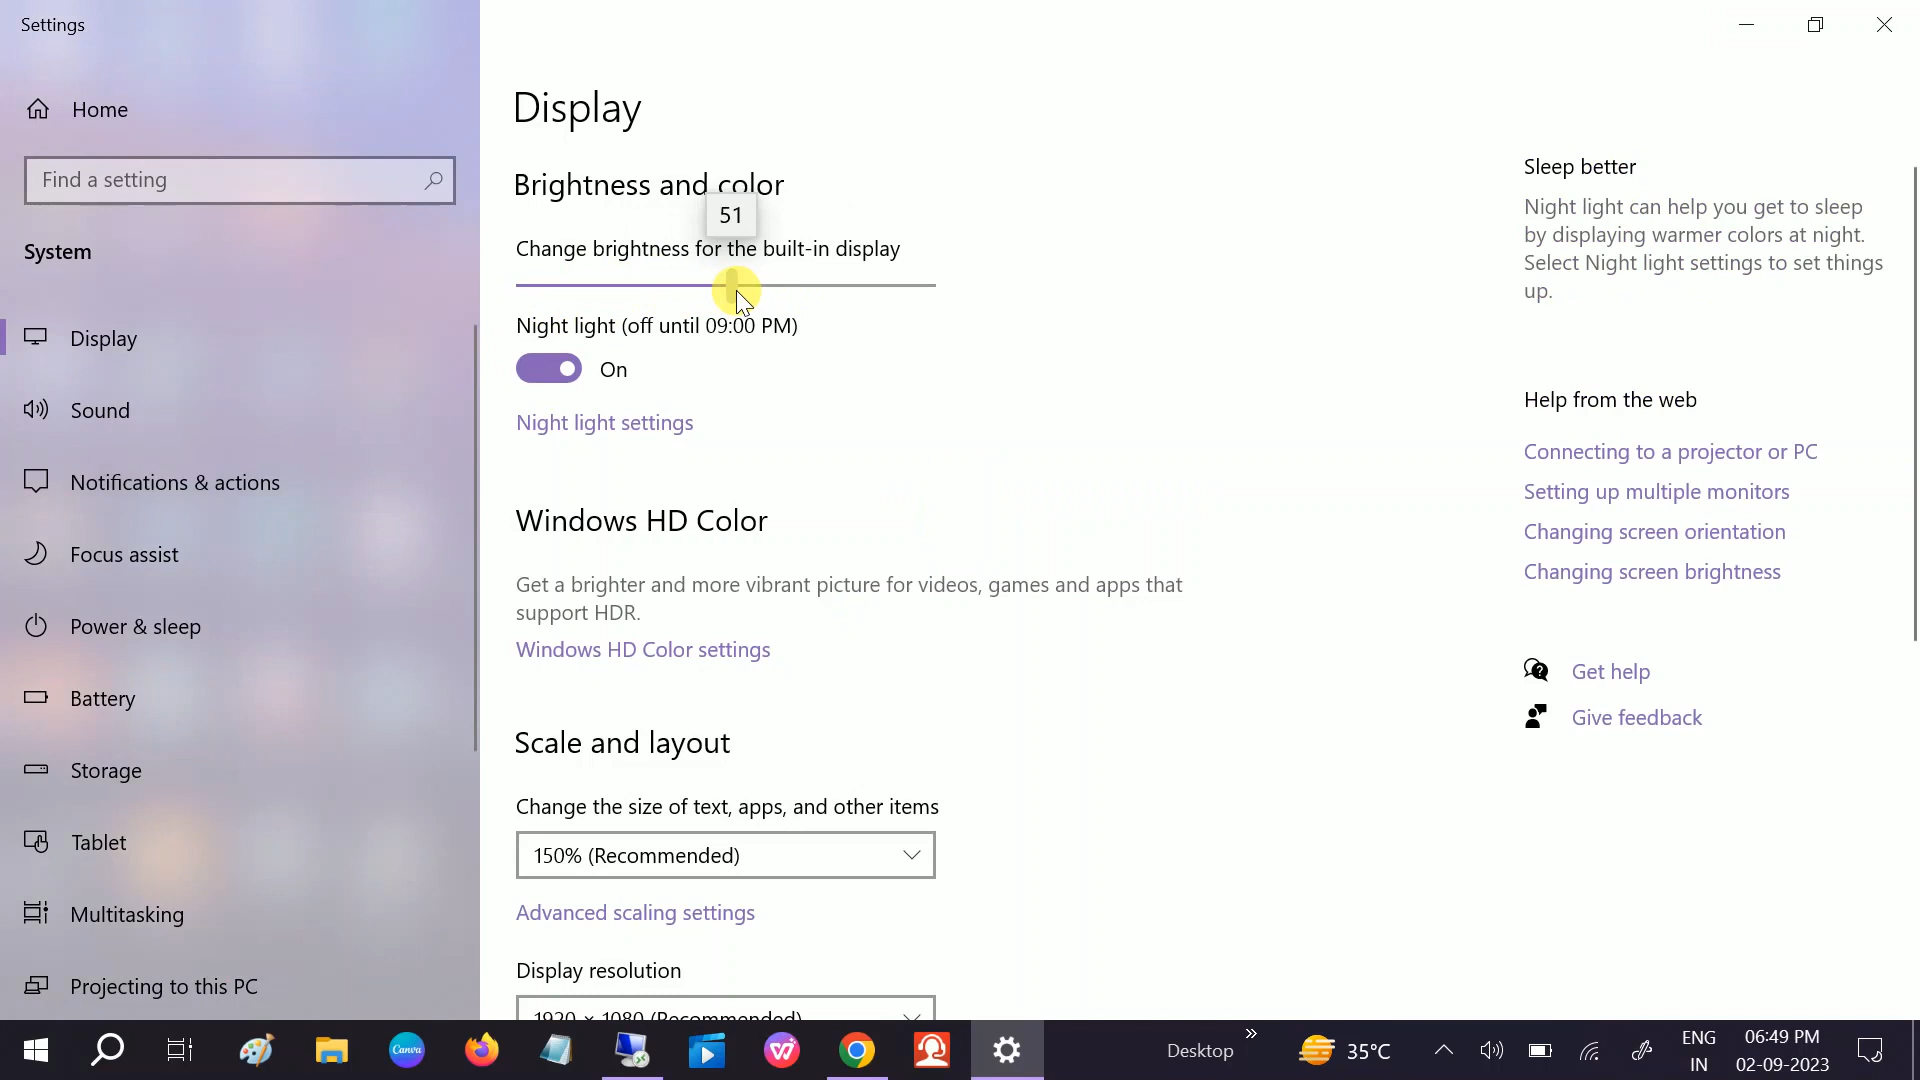 Settings
Home
Find a setting
System
Display
Sound
Notifications & actions
Focus assist
Power & sleep
Battery
Storage
Tablet
Multitasking
Projecting to this PC
Display
Brightness and color
51
Change brightness for the built-in display
Night light (off until 09:00 PM)
On
Night light settings
Windows HD Color
Get a brighter and more vibrant picture for videos, games and apps that
support HDR.
Windows HD Color settings
Scale and layout
Change the size of text, apps, and other items
150% (Recommended)
Advanced scaling settings
Display resolution
1920 × 1080 (Recommended)
Sleep better
Night light can help you get to sleep
by displaying warmer colors at night.
Select Night light settings to set things
up.
Help from the web
Connecting to a projector or PC
Setting up multiple monitors
Changing screen orientation
Changing screen brightness
Get help
Give feedback
Canva
Desktop
35°C
ENG
IN
06:49 PM
02-09-2023